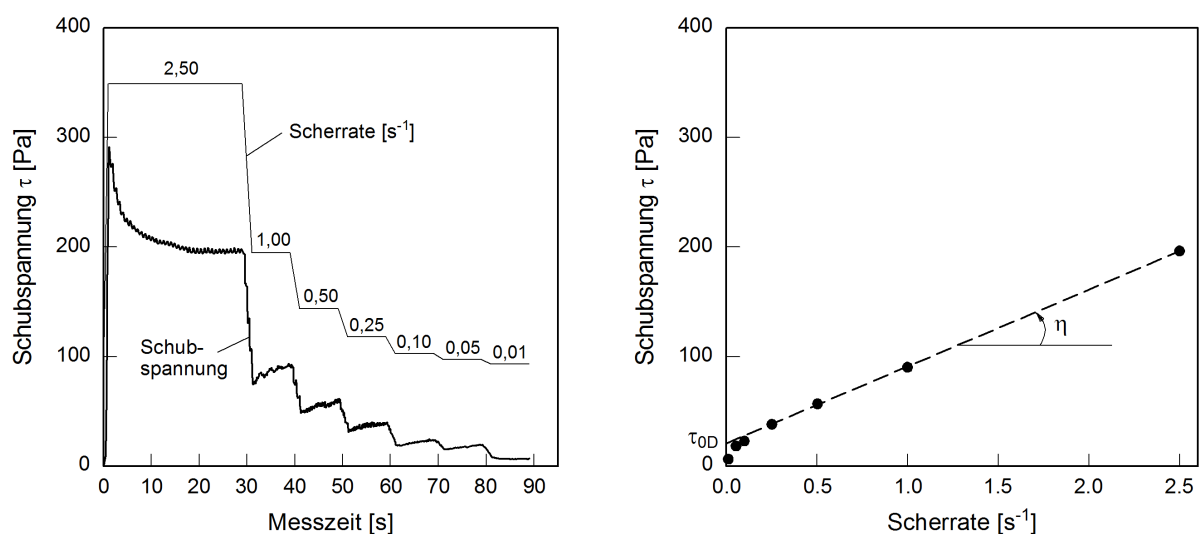 Schubspannung τ [Pa]
400
300
200
100
0
2,50
Scherrate [s-1]
1,00
0,50
0,25
0,10
0,05
0,01
Schub-
spannung
0 10 20 30 40 50 60 70 80 90
Messzeit [s]
Schubspannung τ [Pa]
400
300
200
100
τ0D
0
η
0.0 0.5 1.0 1.5 2.0 2.5
Scherrate [s-1]